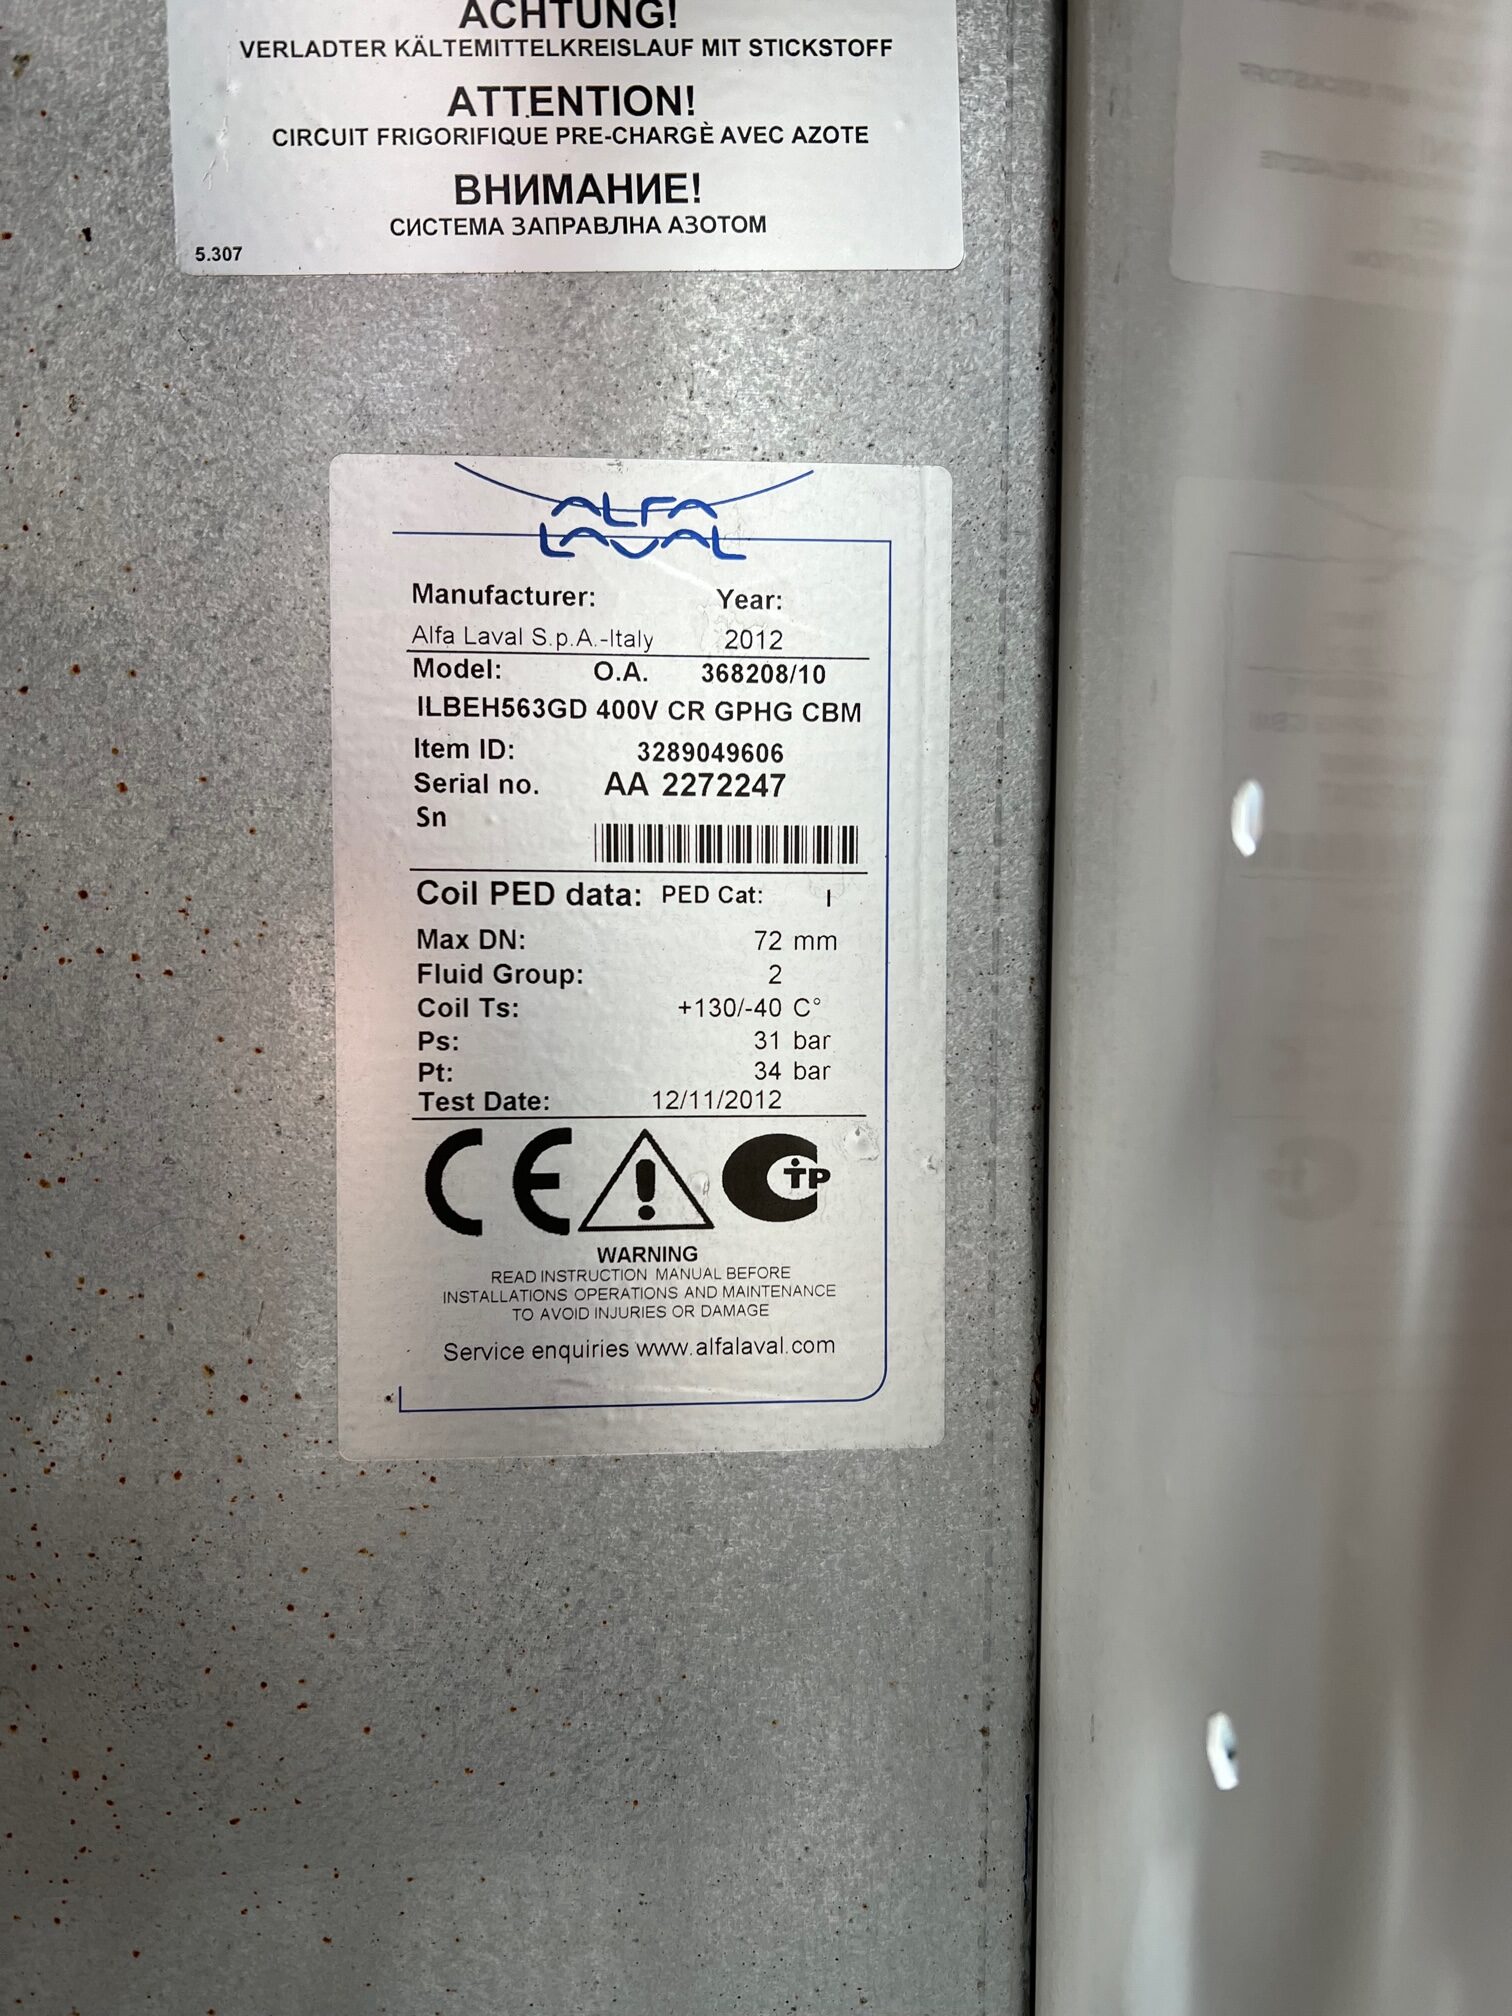 ACHTUNG!
VERLADTER KÄLTEMITTELKREISLAUF MIT STICKSTOFF
ATTENTION!
CIRCUIT FRIGORIFIQUE PRE-CHARGÈ AVEC AZOTE
ВНИМАНИЕ!
СИСТЕМА ЗАПРАВЛНА АЗОТОМ
5.307
ALFA
LAVAL
Manufacturer: Year:
Alfa Laval S.p.A.-Italy 2012
Model: O.A. 368208/10
ILBEH563GD 400V CR GPHG CBM
Item ID: 3289049606
Serial no. AA 2272247
Sn
Coil PED data: PED Cat: I
Max DN: 72 mm
Fluid Group: 2
Coil Ts: +130/-40 C°
Ps: 31 bar
Pt: 34 bar
Test Date: 12/11/2012
CE TP
WARNING
READ INSTRUCTION MANUAL BEFORE
INSTALLATIONS OPERATIONS AND MAINTENANCE
TO AVOID INJURIES OR DAMAGE
Service enquiries www.alfalaval.com